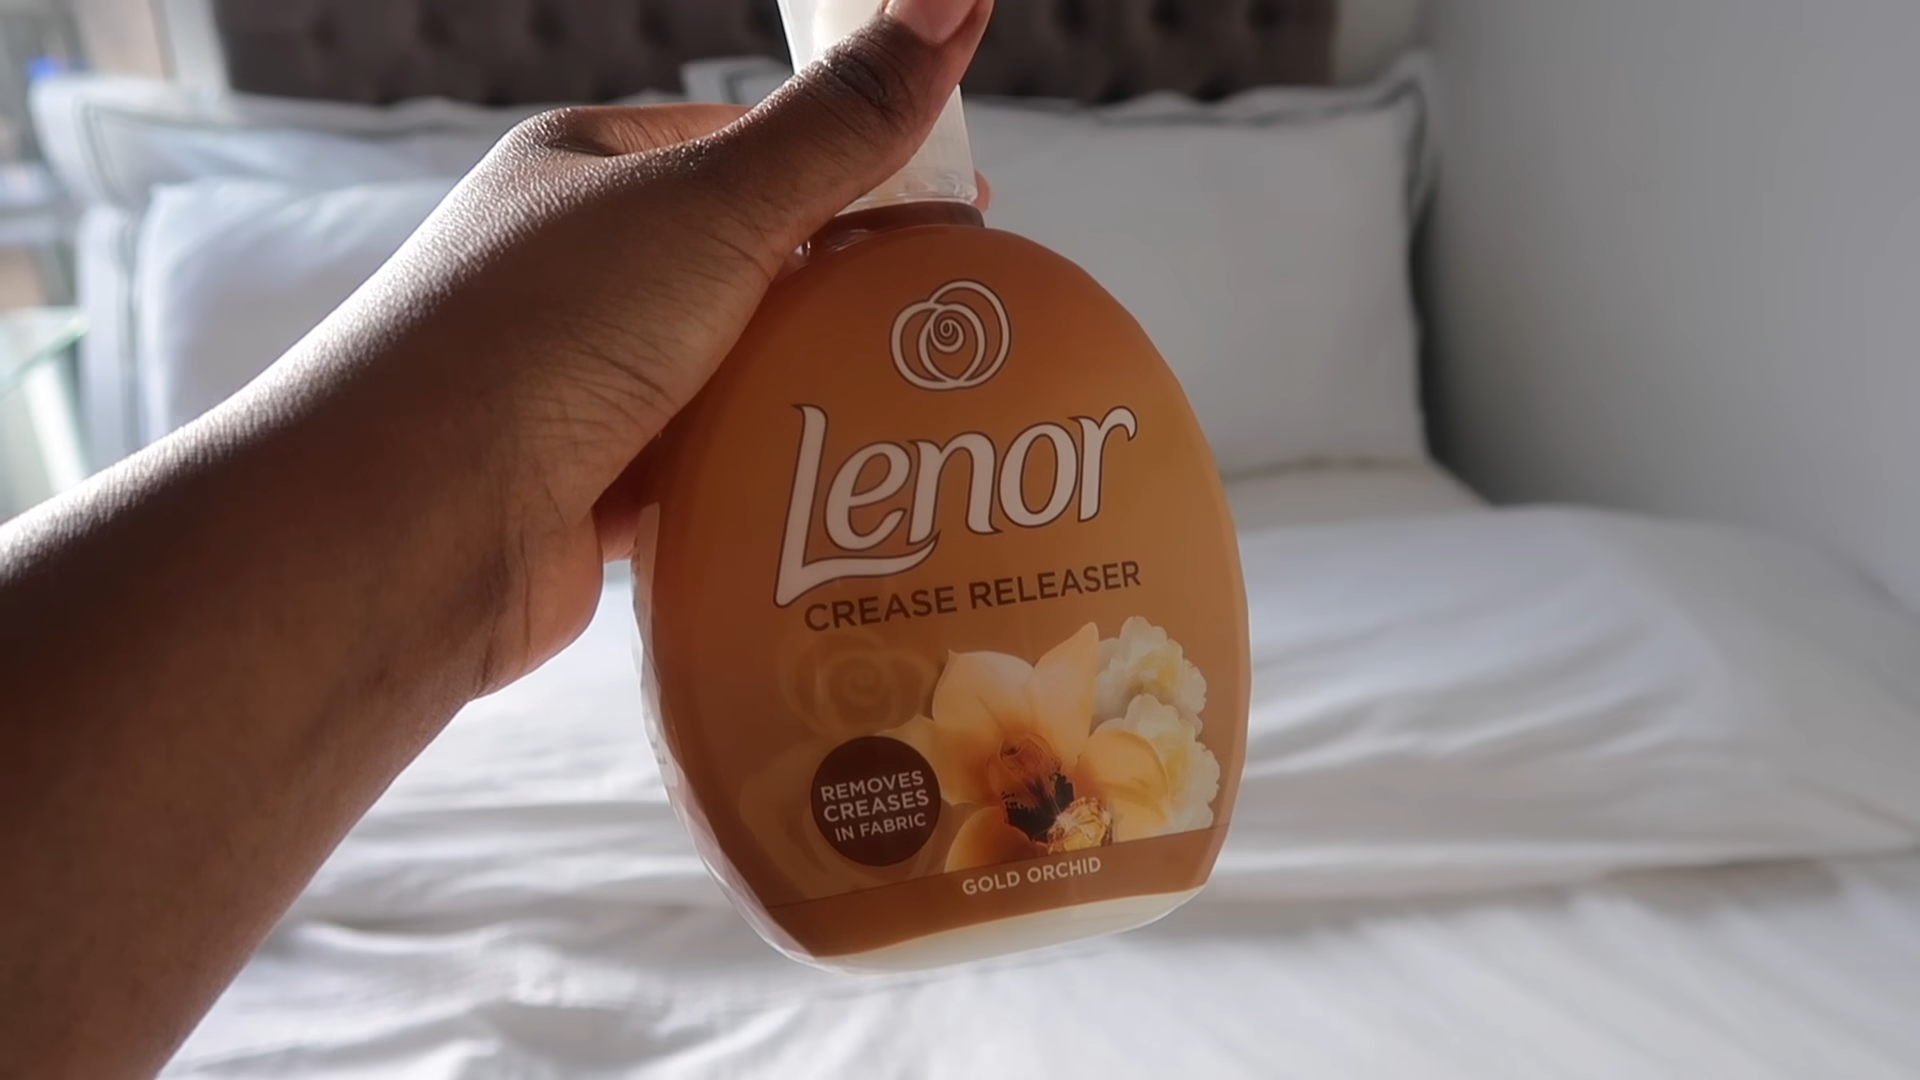 Lenor
CREASE RELEASER
REMOVES
CREASES
IN FABRIC
GOLD ORCHID